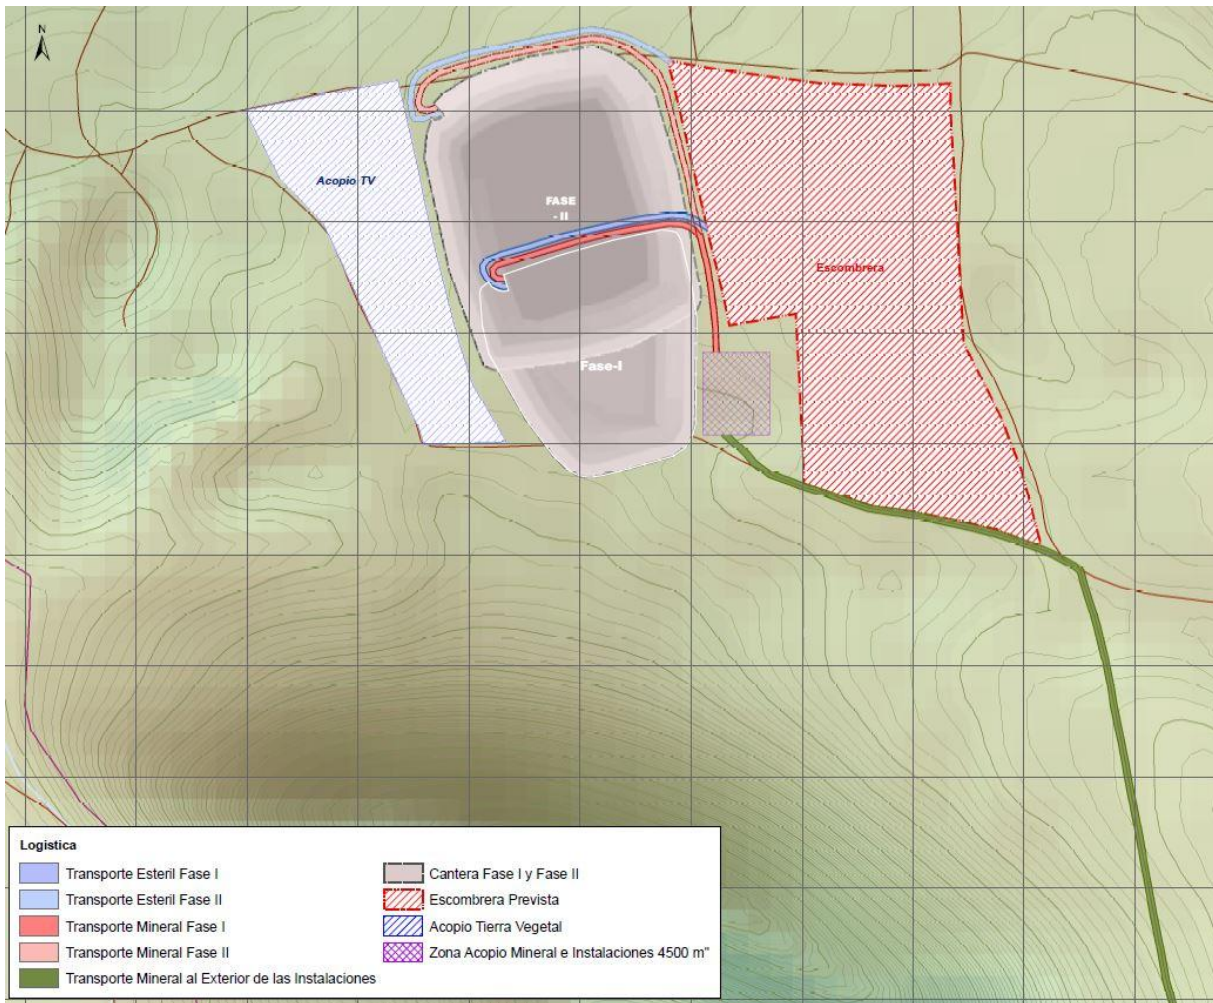 N
Acopio TV
FASE
- II
Escombrera
Fase-I
Logistica
Transporte Esteril Fase I
Transporte Esteril Fase II
Transporte Mineral Fase I
Transporte Mineral Fase II
Transporte Mineral al Exterior de las Instalaciones
Cantera Fase I y Fase II
Escombrera Prevista
Acopio Tierra Vegetal
Zona Acopio Mineral e Instalaciones 4500 m"